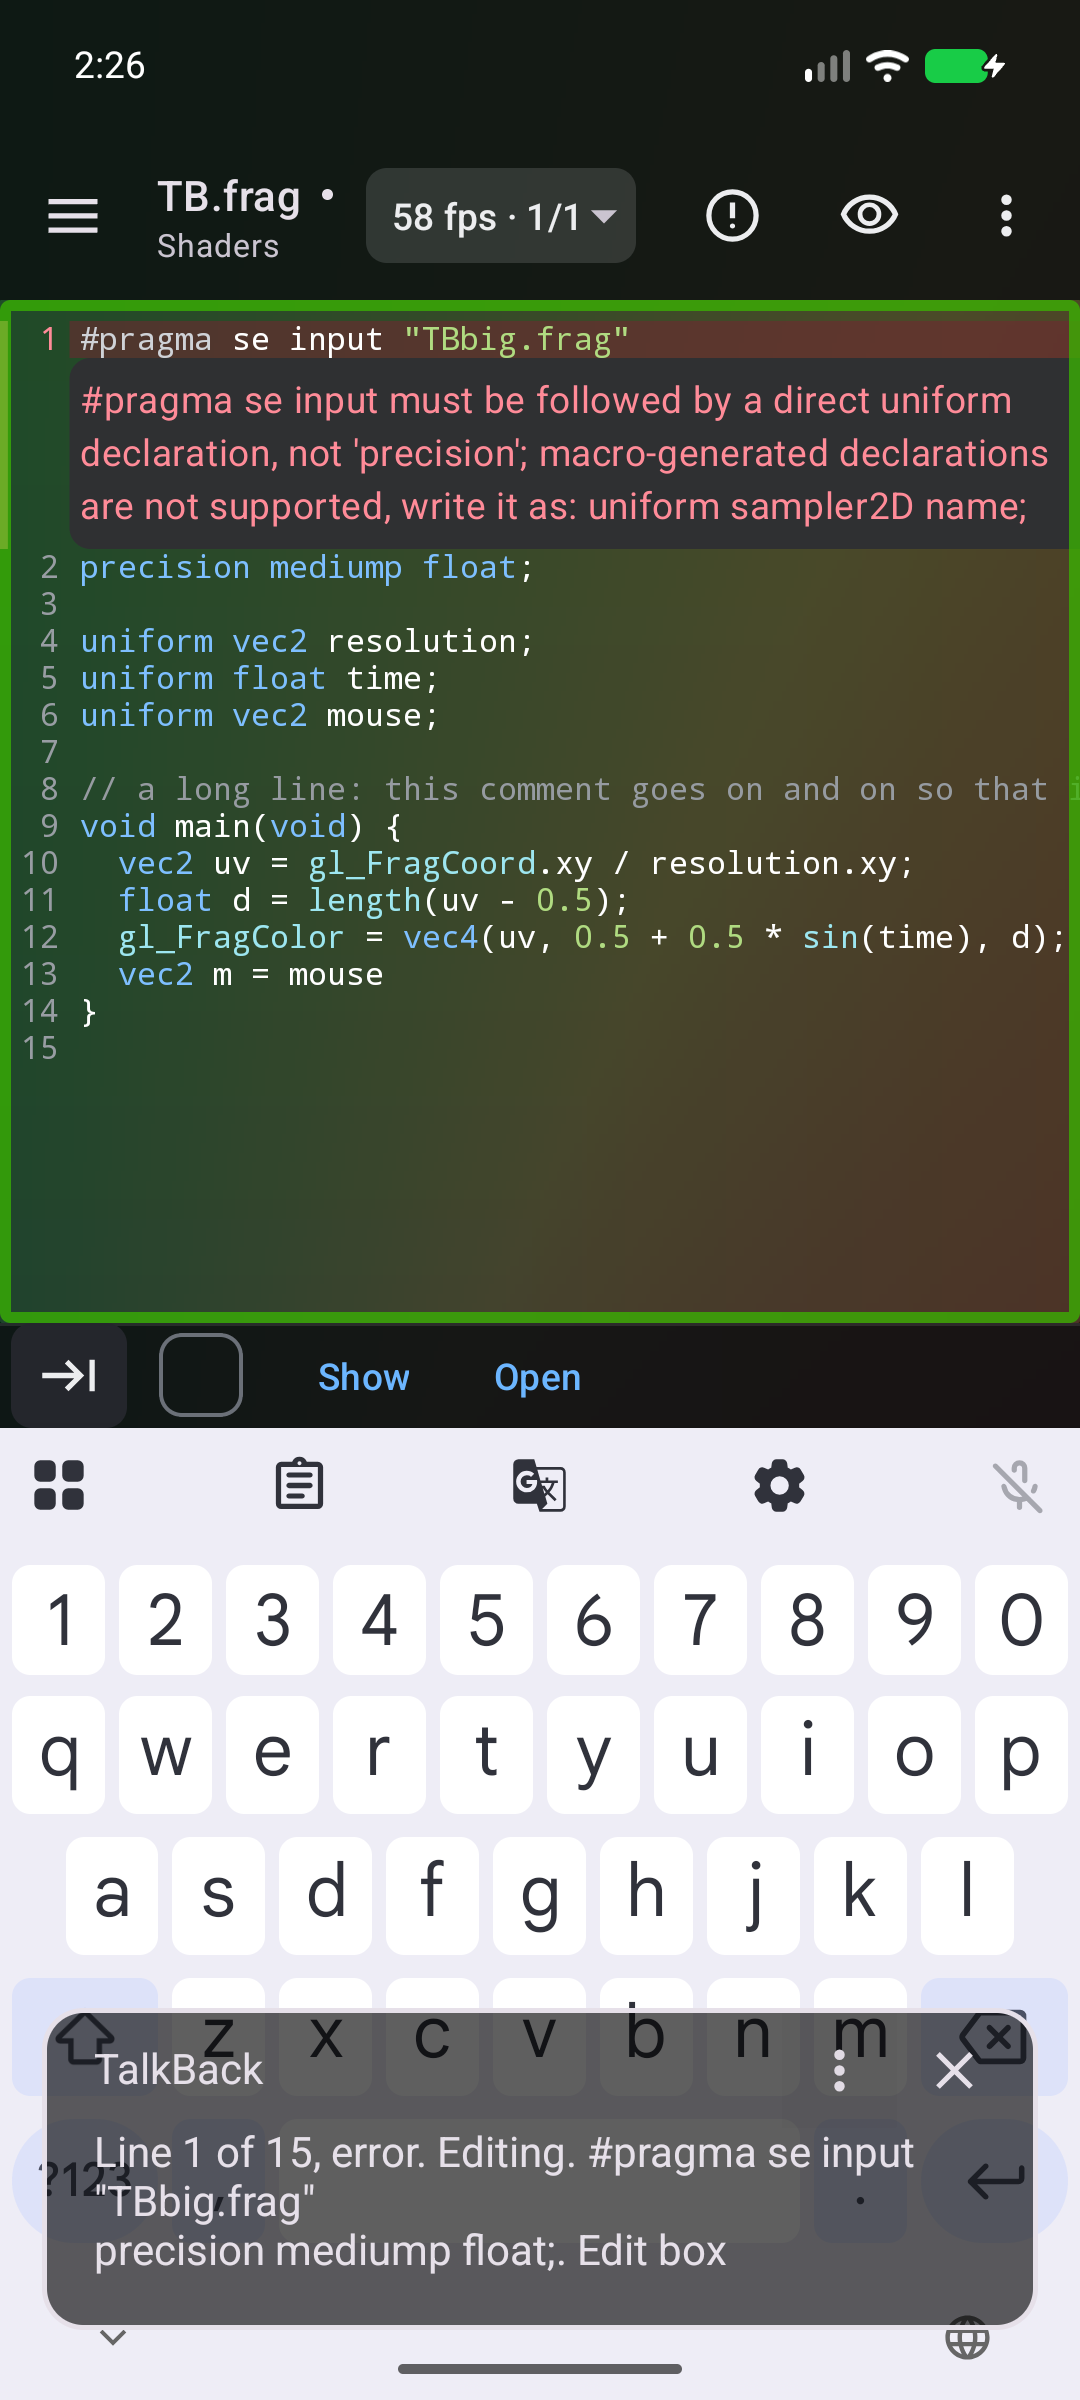 2:26
TB.frag •
Shaders
58 fps · 1/1
1 #pragma se input "TBbig.frag"
#pragma se input must be followed by a direct uniform
declaration, not 'precision'; macro-generated declarations
are not supported, write it as: uniform sampler2D name;
2 precision mediump float;
3
4 uniform vec2 resolution;
5 uniform float time;
6 uniform vec2 mouse;
7
8 // a long line: this comment goes on and on so that i
9 void main(void) {
10 vec2 uv = gl_FragCoord.xy / resolution.xy;
11 float d = length(uv - 0.5);
12 gl_FragColor = vec4(uv, 0.5 + 0.5 * sin(time), d);
13 vec2 m = mouse
14 }
15
Show Open
1 2 3 4 5 6 7 8 9 0
q w e r t y u i o p
a s d f g h j k l
z x c v b n m
?123 , .
TalkBack
Line 1 of 15, error. Editing. #pragma se input
"TBbig.frag"
precision mediump float;. Edit box